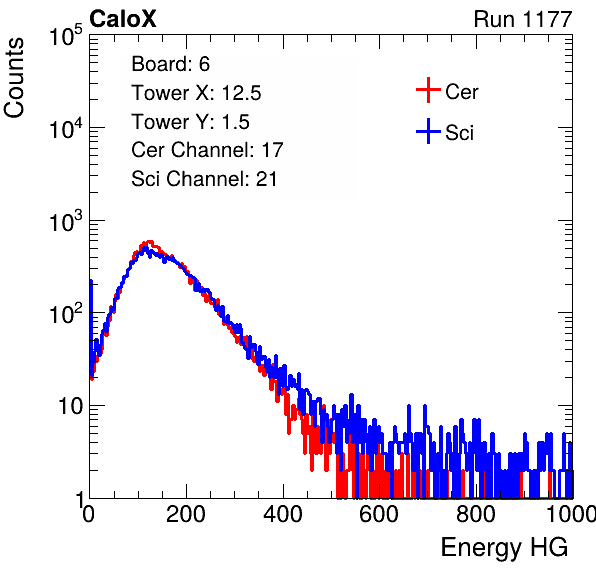 CaloX Run 1177
Counts
10^5
10^4
10^3
10^2
10
1
Board: 6
Tower X: 12.5
Tower Y: 1.5
Cer Channel: 17
Sci Channel: 21
Cer
Sci
0 200 400 600 800 1000
Energy HG